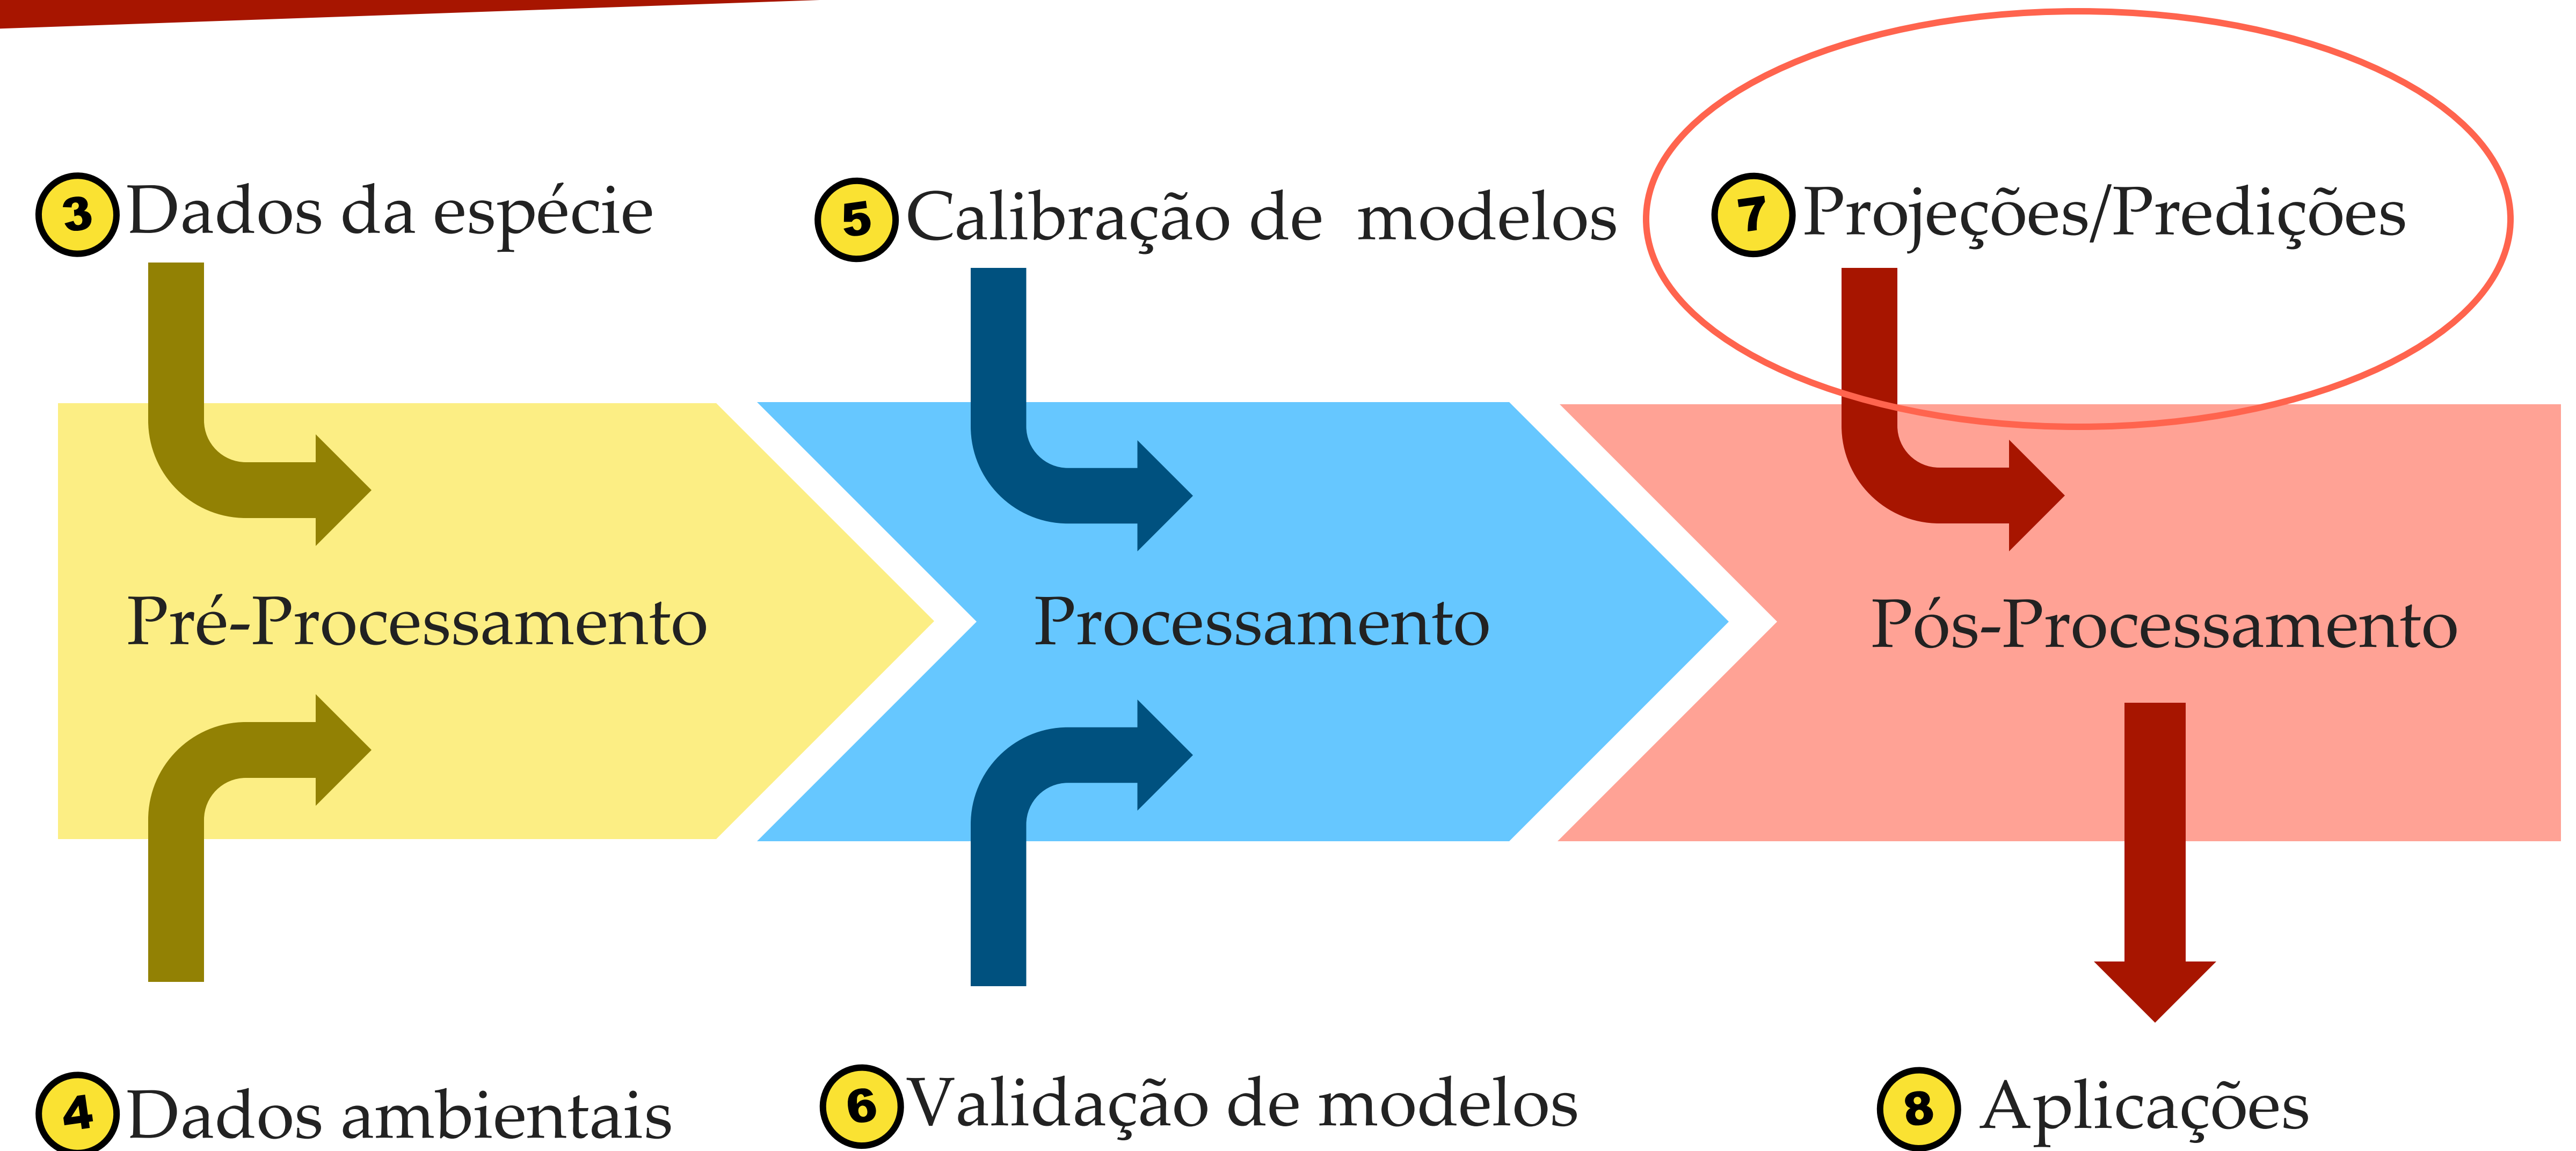 3 Dados da espécie
5 Calibração de modelos
7 Projeções/Predições
Pré-Processamento
Processamento
Pós-Processamento
4 Dados ambientais
6 Validação de modelos
8 Aplicações